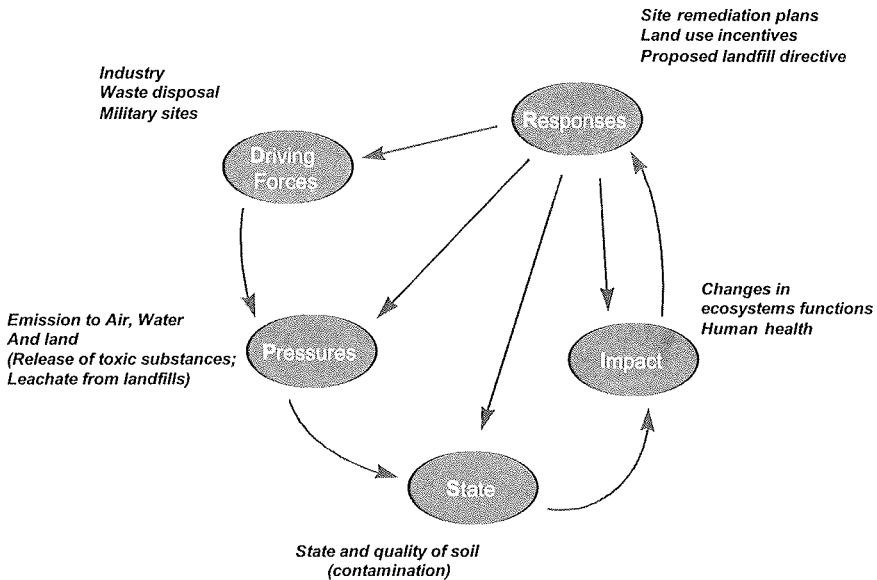 Site remediation plans
Land use incentives
Proposed landfill directive
Industry
Waste disposal
Military sites
Responses
Driving
Forces
Emission to Air, Water
And land
(Release of toxic substances;
Leachate from landfills)
Pressures
Changes in
ecosystems functions
Human health
Impact
State
State and quality of soil
(contamination)